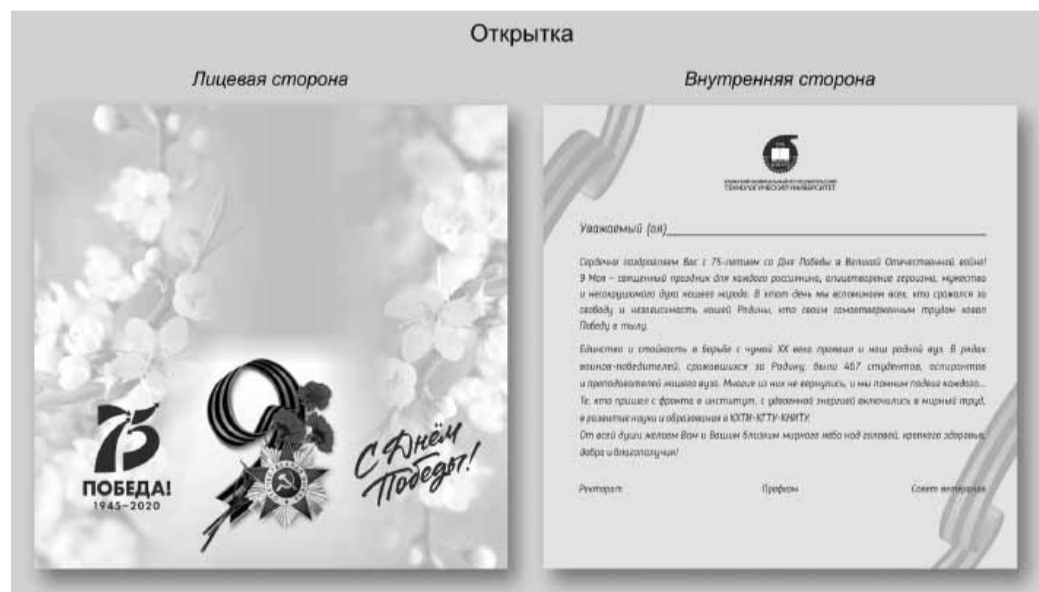 Открытка
Лицевая сторона
Внутренняя сторона
75
ПОБЕДА!
1945–2020
ОТЕЧЕСТВЕННАЯ
С Днём
Победы!
ТЕХНОЛОГИЧЕСКИЙ УНИВЕРСИТЕТ
Уважаемый (ая)
Сердечно поздравляем Вас с 75-летием со Дня Победы в Великой Отечественной войне!
9 Мая – священный праздник для каждого россиянина, олицетворение героизма, мужества
и несокрушимого духа нашего народа. В этот день мы вспоминаем всех, кто сражался за
свободу и независимость нашей Родины, кто своим самоотверженным трудом ковал
Победу в тылу.
Единство и стойкость в борьбе с чумой XX века проявил и наш родной вуз. В рядах
воинов-победителей, сражавшихся за Родину, были 467 студентов, аспирантов
и преподавателей нашего вуза. Многие из них не вернулись, и мы помним подвиг каждого...
Те, кто пришел с фронта в институт, с удвоенной энергией включались в мирный труд,
в развитие науки и образования в КХТИ-КГТУ-КНИТУ.
От всей души желаем Вам и Вашим близким мирного неба над головой, крепкого здоровья,
добра и благополучия!
Ректорат
Профком
Совет ветеранов